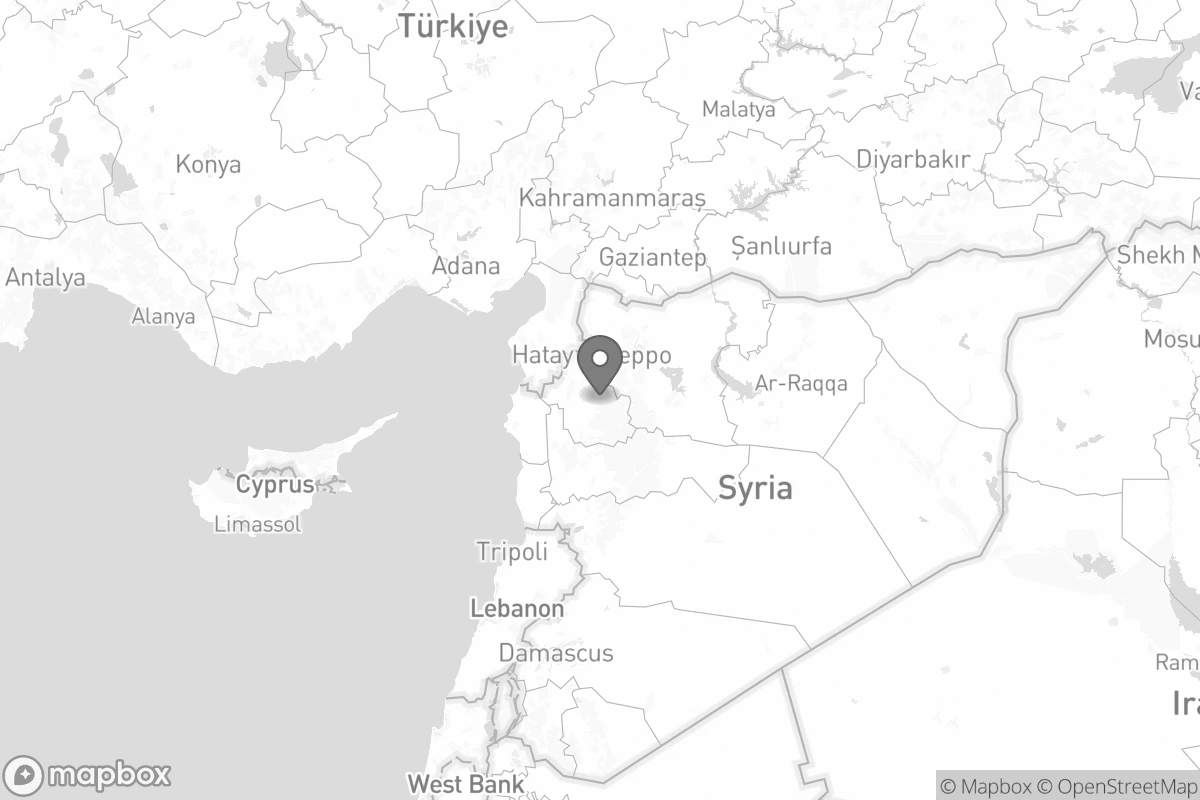 Türkiye
Malatya
Va
Konya
Diyarbakır
Kahramanmaraş
Şanlıurfa
Gaziantep
Shekh M
Adana
Antalya
Alanya
Mosu
Hatay
eppo
Ar-Raqqa
Cyprus
Syria
Limassol
Tripoli
Lebanon
Damascus
Ram
Ira
West Bank
mapbox
© Mapbox © OpenStreetMap